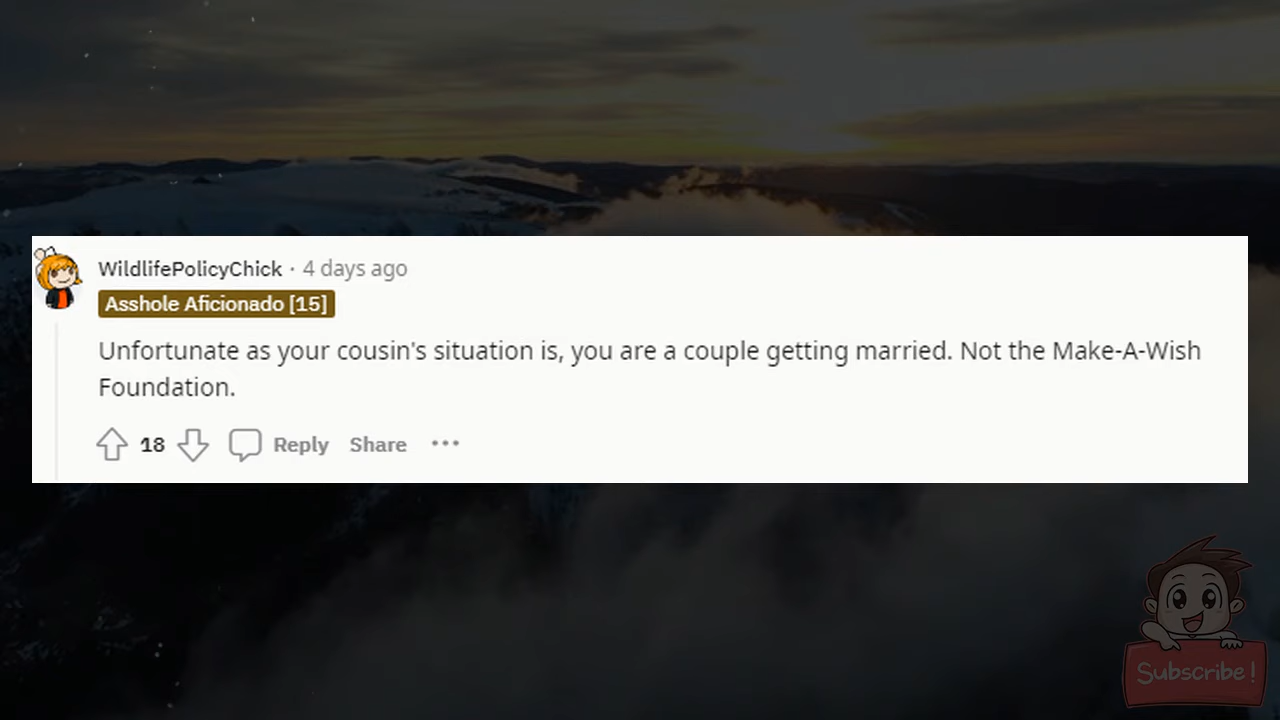 WildlifePolicyChick · 4 days ago
Asshole Aficionado [15]
Unfortunate as your cousin's situation is, you are a couple getting married. Not the Make-A-Wish
Foundation.
18 Reply Share
Subscribe!